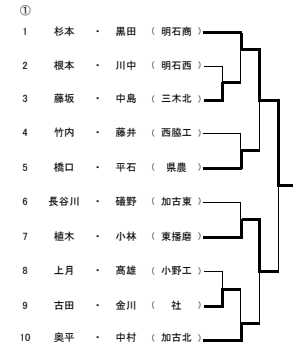 ①
1 杉本 ・ 黒田 （ 明石商 ）
2 根本 ・ 川中 （ 明石西 ）
3 藤坂 ・ 中島 （ 三木北 ）
4 竹内 ・ 藤井 （ 西脇工 ）
5 橋口 ・ 平石 （ 県農 ）
6 長谷川 ・ 礒野 （ 加古東 ）
7 植木 ・ 小林 （ 東播磨 ）
8 上月 ・ 髙雄 （ 小野工 ）
9 古田 ・ 金川 （ 社 ）
10 奥平 ・ 中村 （ 加古北 ）